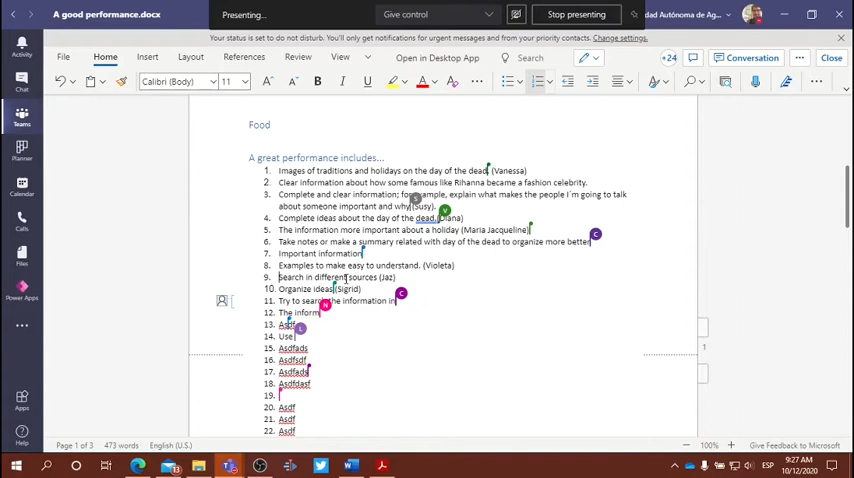 A good performance.docx
Presenting...
Give control
Stop presenting
dad Autónoma de Ag...
Your status is set to do not disturb. You'll only get notifications for urgent messages and from your priority contacts. Change settings.
Activity
Chat
Teams
Planner
Calendar
Calls
Files
Power Apps
Apps
Help
File
Home
Insert
Layout
References
Review
View
Open in Desktop App
Search
+24
Conversation
Close
Calibri (Body)
11
B
I
U
Food
A great performance includes...
1. Images of traditions and holidays on the day of the dead. (Vanessa)
2. Clear information about how some famous like Rihanna became a fashion celebrity.
3. Complete and clear information; for example, explain what makes the people I´m going to talk
about someone important and why (Susy).
S
4. Complete ideas about the day of the dead. (Diana)
V
5. The information more important about a holiday (Maria Jacqueline)
6. Take notes or make a summary related with day of the dead to organize more better
C
7. Important information
8. Examples to make easy to understand. (Violeta)
9. Search in different sources (Jaz)
10. Organize ideas (Sigrid)
11. Try to search the information in
C
12. The inform
N
13. Asdf
14. Use
L
15. Asdfads
16. Asdfsdf
17. Asdfads
18. Asdfdasf
19.
20. Asdf
21. Asdf
22. Asdf
1
Page 1 of 3
473 words
English (U.S.)
100%
Give Feedback to Microsoft
13
ESP
9:27 AM
10/12/2020